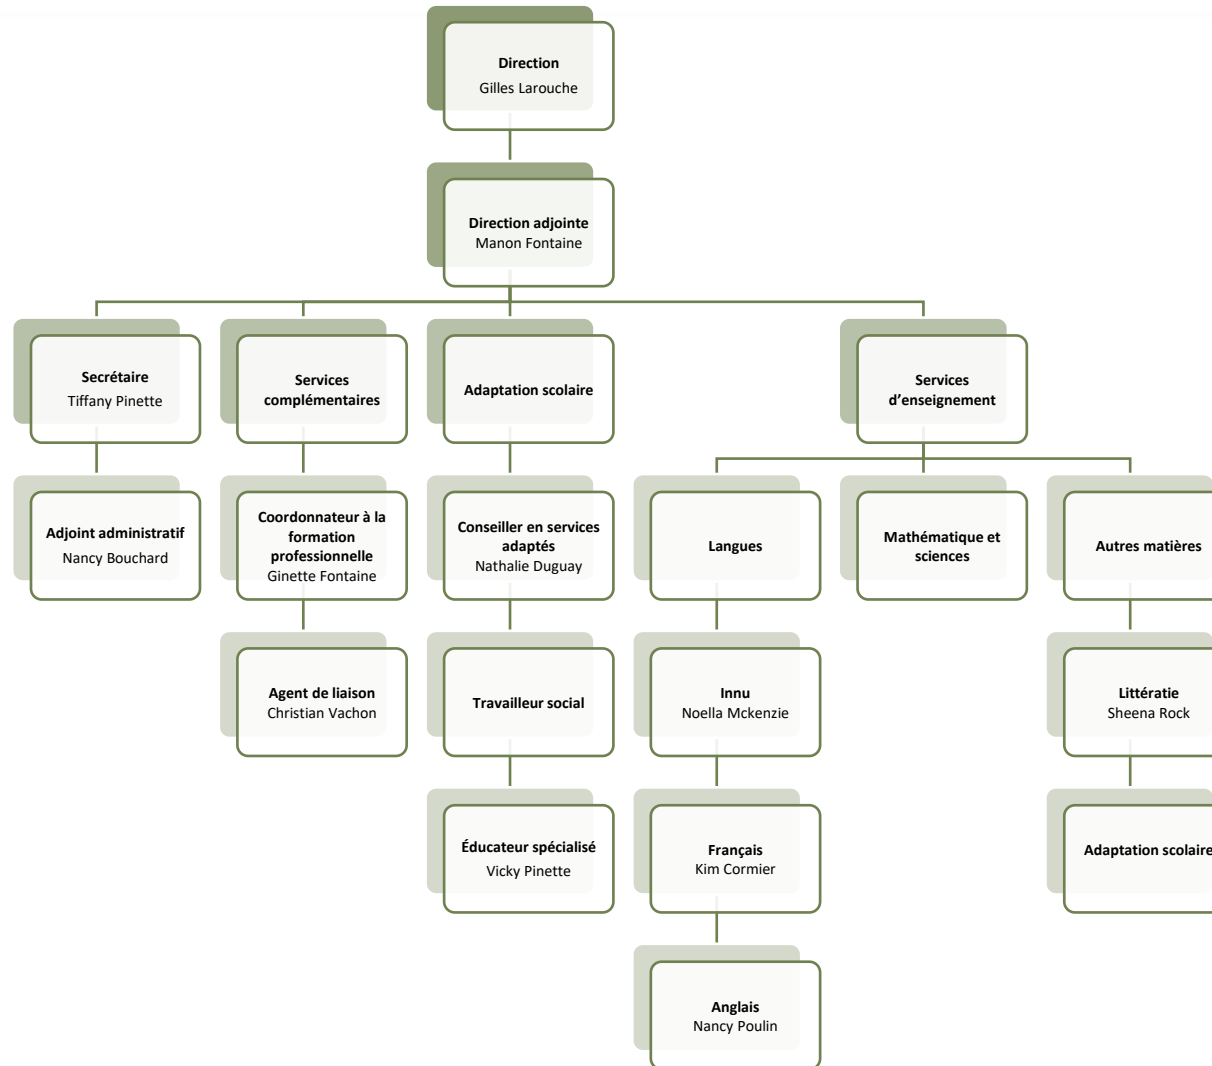 Direction
Gilles Larouche
Direction adjointe
Manon Fontaine
Secrétaire
Tiffany Pinette
Services
complémentaires
Adaptation scolaire
Services
d’enseignement
Adjoint administratif
Nancy Bouchard
Coordonnateur à la
formation
professionnelle
Ginette Fontaine
Conseiller en services
adaptés
Nathalie Duguay
Langues
Mathématique et
sciences
Autres matières
Agent de liaison
Christian Vachon
Travailleur social
Innu
Noella Mckenzie
Littératie
Sheena Rock
Éducateur spécialisé
Vicky Pinette
Français
Kim Cormier
Adaptation scolaire
Anglais
Nancy Poulin